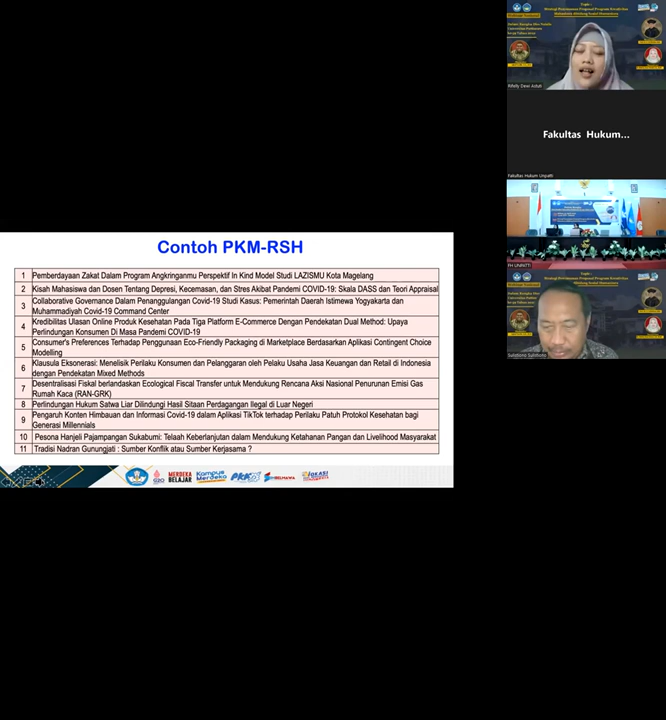 Contoh PKM-RSH
1 Pemberdayaan Zakat Dalam Program Angkringanmu Perspektif In Kind Model Studi LAZISMU Kota Magelang
2 Kisah Mahasiswa dan Dosen Tentang Depresi, Kecemasan, dan Stres Akibat Pandemi COVID-19: Skala DASS dan Teori Appraisal
3 Collaborative Governance Dalam Penanggulangan Covid-19 Studi Kasus: Pemerintah Daerah Istimewa Yogyakarta dan
Muhammadiyah Covid-19 Command Center
4 Kredibilitas Ulasan Online Produk Kesehatan Pada Tiga Platform E-Commerce Dengan Pendekatan Dual Method: Upaya
Perlindungan Konsumen Di Masa Pandemi COVID-19
5 Consumer's Preferences Terhadap Penggunaan Eco-Friendly Packaging di Marketplace Berdasarkan Aplikasi Contingent Choice
Modelling
6 Klausula Eksonerasi: Menelisik Perilaku Konsumen dan Pelanggaran oleh Pelaku Usaha Jasa Keuangan dan Retail di Indonesia
dengan Pendekatan Mixed Methods
7 Desentralisasi Fiskal berlandaskan Ecological Fiscal Transfer untuk Mendukung Rencana Aksi Nasional Penurunan Emisi Gas
Rumah Kaca (RAN-GRK)
8 Perlindungan Hukum Satwa Liar Dilindungi Hasil Sitaan Perdagangan Ilegal di Luar Negeri
9 Pengaruh Konten Himbauan dan Informasi Covid-19 dalam Aplikasi TikTok terhadap Perilaku Patuh Protokol Kesehatan bagi
Generasi Millennials
10 Pesona Hanjeli Pajampangan Sukabumi: Telaah Keberlanjutan dalam Mendukung Ketahanan Pangan dan Livelihood Masyarakat
11 Tradisi Nadran Gunungjati : Sumber Konflik atau Sumber Kerjasama ?
G20
MERDEKA
BELAJAR
Kampus
Merdeka
Rifelly Dewi Astuti
Fakultas Hukum...
Fakultas Hukum Unpatti
FH UNPATTI